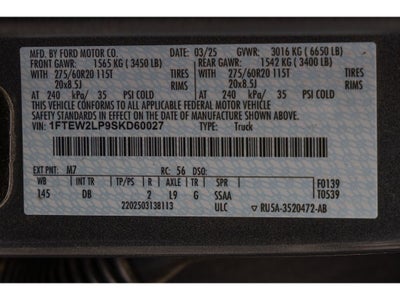 MFD. BY FORD MOTOR CO. 03/25 GVWR: 3016 KG (6650 LB)
FRONT GAWR: 1565 KG (3450 LB) REAR GAWR: 1542 KG (3400 LB)
WITH 275/60R20 115T TIRES WITH 275/60R20 115T TIRES
20x8.5J RIMS 20x8.5J RIMS
AT 240 kPa/ PSI COLD AT 240 kPa/ PSI COLD
THIS VEHICLE CONFORMS TO ALL APPLICABLE FEDERAL MOTOR VEHICLE
SAFETY STANDARDS IN EFFECT ON THE DATE OF MANUFACTURE SHOWN ABOVE.
VIN: 1FTEW2LP9SKD60027 TYPE: Truck
EXT PNT: M7 RC: 56 DSO:
WB INT TR TP/PS R AXLE TR SPR F0139
145 DB 2 L9 G SSAA T0539
2202503138113 ULC RU5A-3520472-AB